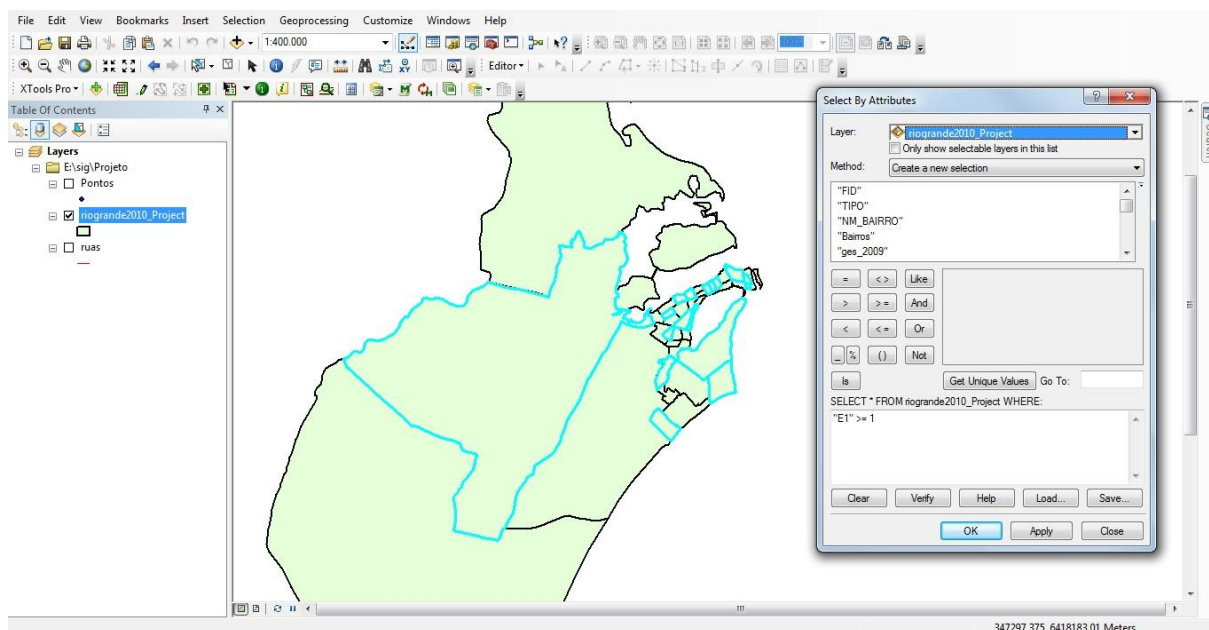 File Edit View Bookmarks Insert Selection Geoprocessing Customize Windows Help
1:400.000
Editor
XTools Pro
Table Of Contents
Layers
E:\sig\Projeto
Pontos
riogrande2010_Project
ruas
Select By Attributes
Layer: riogrande2010_Project
Only show selectable layers in this list
Method: Create a new selection
"FID"
"TIPO"
"NM_BAIRRO"
"Bairros"
"ges_2009"
= < > Like
> > = And
< < = Or
_ % () Not
Is Get Unique Values Go To:
SELECT * FROM riogrande2010_Project WHERE:
"E1" >= 1
Clear Verify Help Load... Save...
OK Apply Close
347297,375 6418183,01 Meters